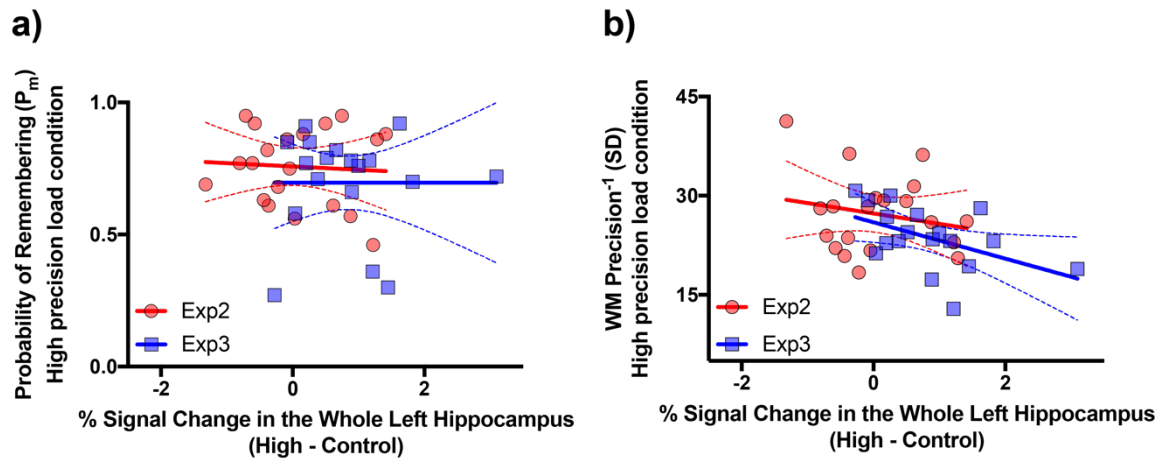 a)
Probability of Remembering (Pm)
High precision load condition
1.0
0.5
0.0
Exp2
Exp3
-2
0
2
% Signal Change in the Whole Left Hippocampus
(High - Control)
b)
WM Precision⁻¹ (SD)
High precision load condition
45
30
15
Exp2
Exp3
-2
0
2
% Signal Change in the Whole Left Hippocampus
(High - Control)